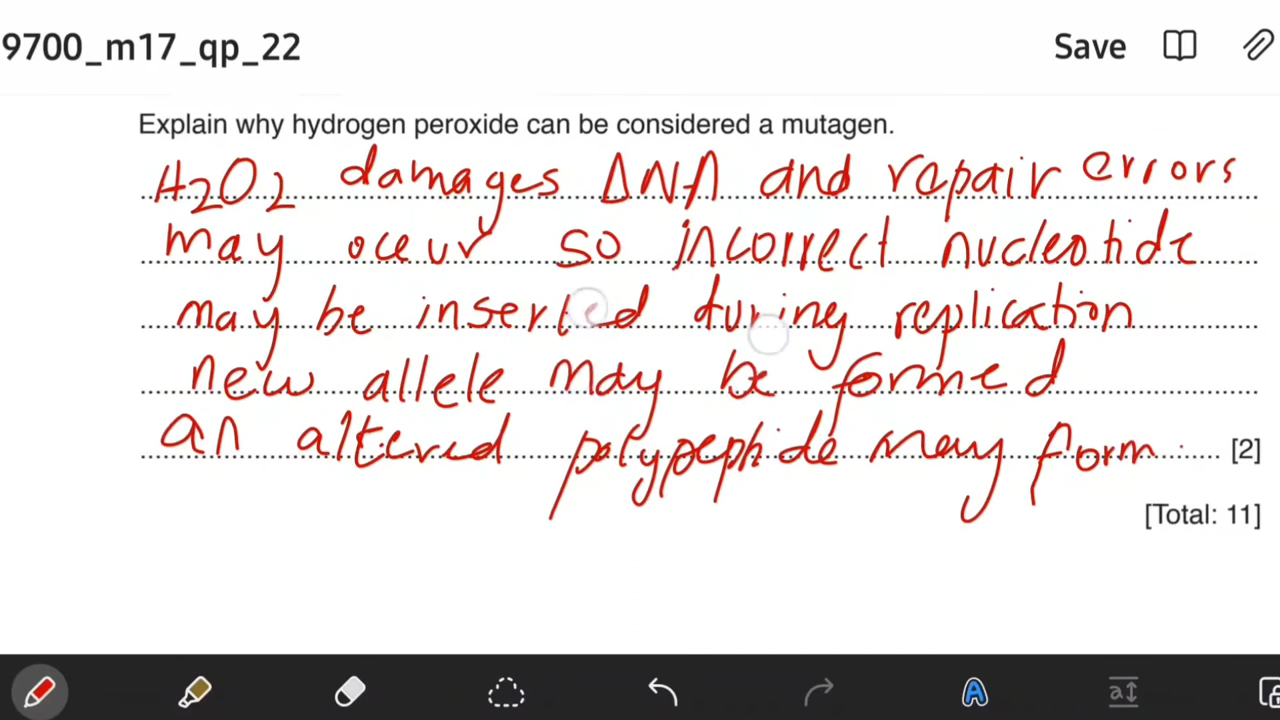 9700_m17_qp_22 Save
Explain why hydrogen peroxide can be considered a mutagen.
H2O2 damages DNA and repair errors
may occur so incorrect nucleotide
may be inserted during replication
new allele may be formed
an altered polypeptide may form. [2]
[Total: 11]
A a